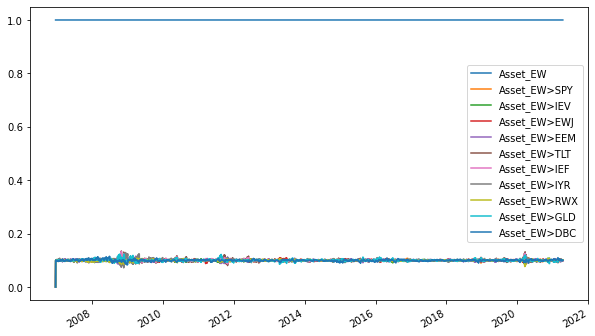 1.0
0.8
0.6
0.4
0.2
0.0
Asset_EW
Asset_EW>SPY
Asset_EW>IEV
Asset_EW>EWJ
Asset_EW>EEM
Asset_EW>TLT
Asset_EW>IEF
Asset_EW>IYR
Asset_EW>RWX
Asset_EW>GLD
Asset_EW>DBC
2008
2010
2012
2014
2016
2018
2020
2022